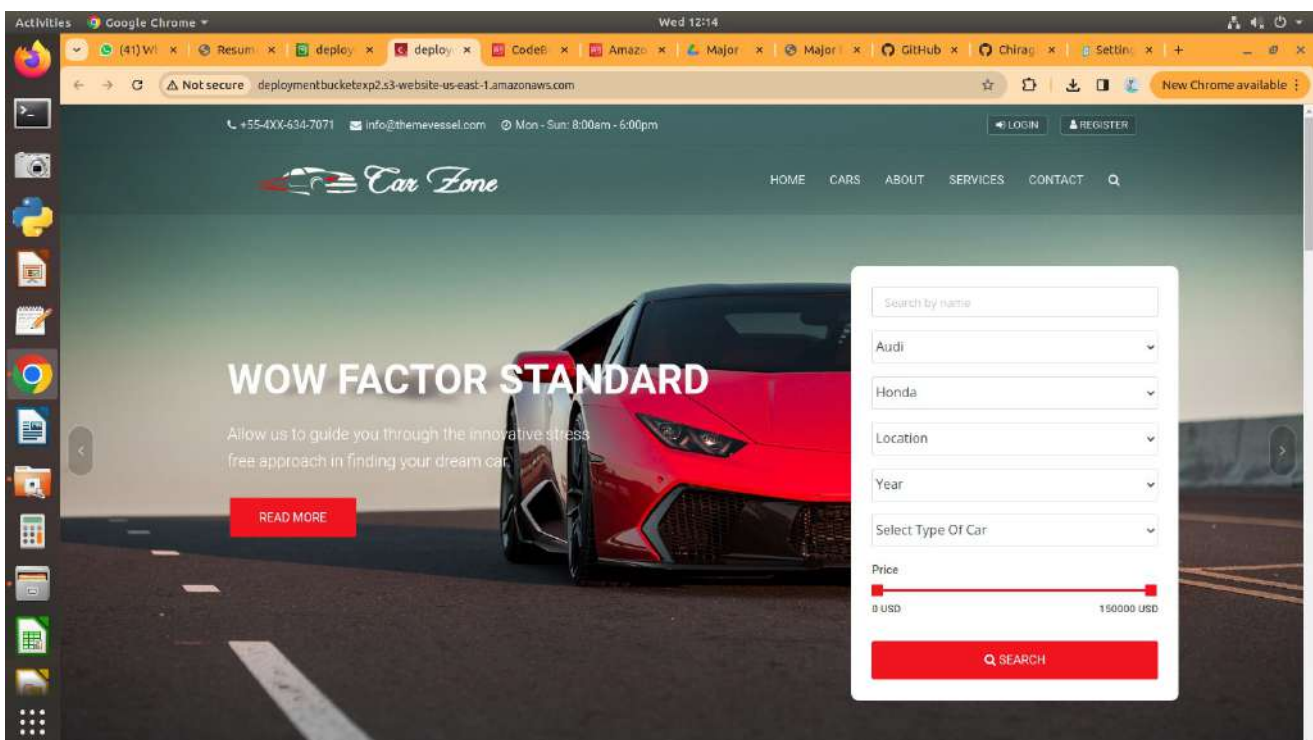 Activities Google Chrome Wed 12:14
(41) W Resum deploy deploy CodeB Amazo Major Major GitHub Chirag Settin
Not secure deploymentbucketexp2.s3-website-us-east-1.amazonaws.com New Chrome available
+55-4XX-634-7071 info@themevessel.com Mon - Sun: 8:00am - 6:00pm LOGIN REGISTER
Car Zone HOME CARS ABOUT SERVICES CONTACT
Search by name
Audi
Honda
Location
Year
Select Type Of Car
Price
0 USD 150000 USD
SEARCH
WOW FACTOR STANDARD
Allow us to guide you through the innovative stress
free approach in finding your dream car.
READ MORE